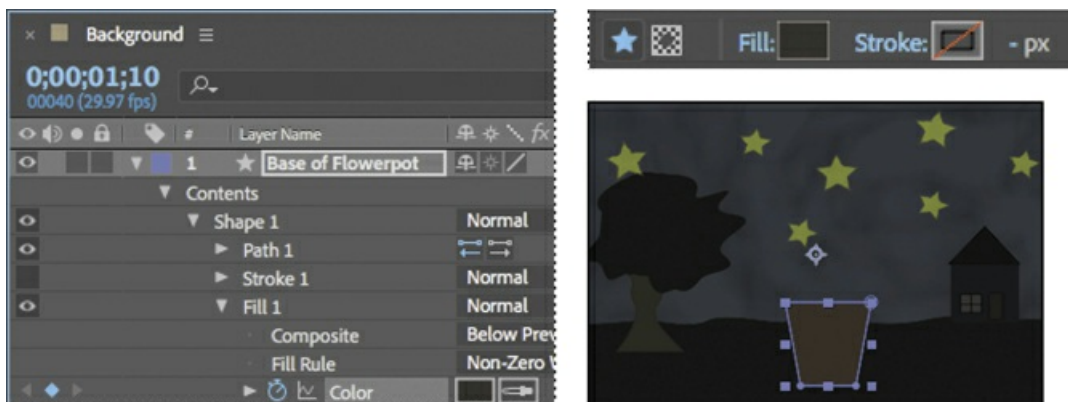 × Background ≡
Fill: Stroke: - px
0;00;01;10
00040 (29.97 fps)
# Layer Name fx
1 Base of Flowerpot
Contents
Shape 1 Normal
Path 1
Stroke 1 Normal
Fill 1 Normal
Composite Below Prev
Fill Rule Non-Zero
Color